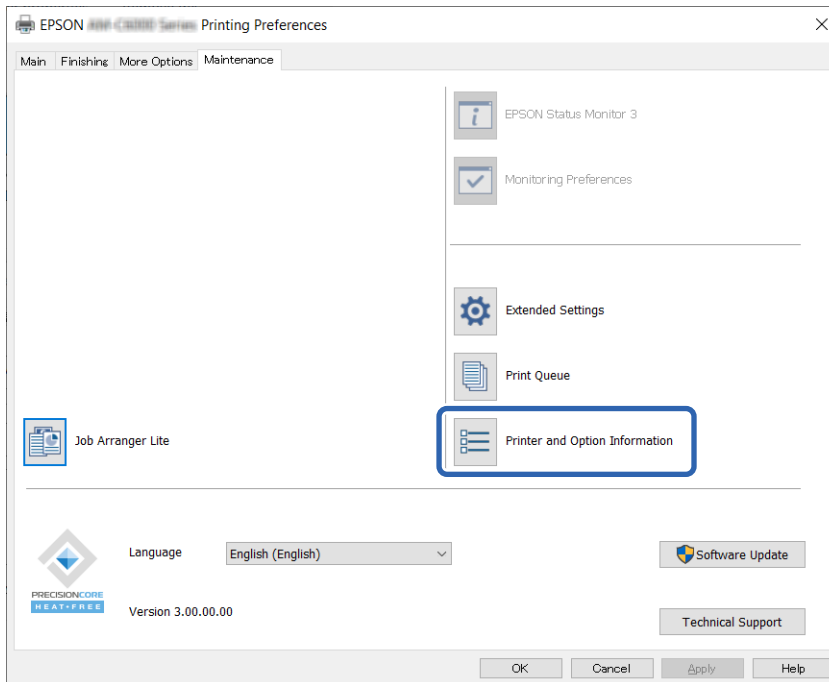 EPSON Printing Preferences
Main Finishing More Options Maintenance
EPSON Status Monitor 3
Monitoring Preferences
Extended Settings
Print Queue
Job Arranger Lite
Printer and Option Information
Language
English (English)
Software Update
PRECISIONCORE
HEAT-FREE
Version 3.00.00.00
Technical Support
OK Cancel Apply Help